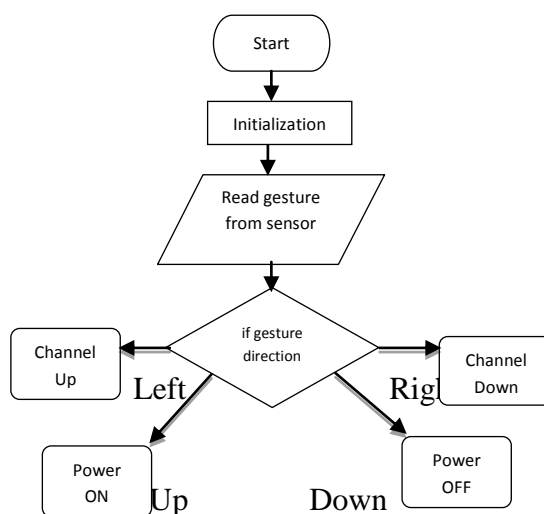 Start
Initialization
Read gesture
from sensor
if gesture
direction
Channel
Up
Left
Channel
Down
Power
ON
Up
Down
Power
OFF